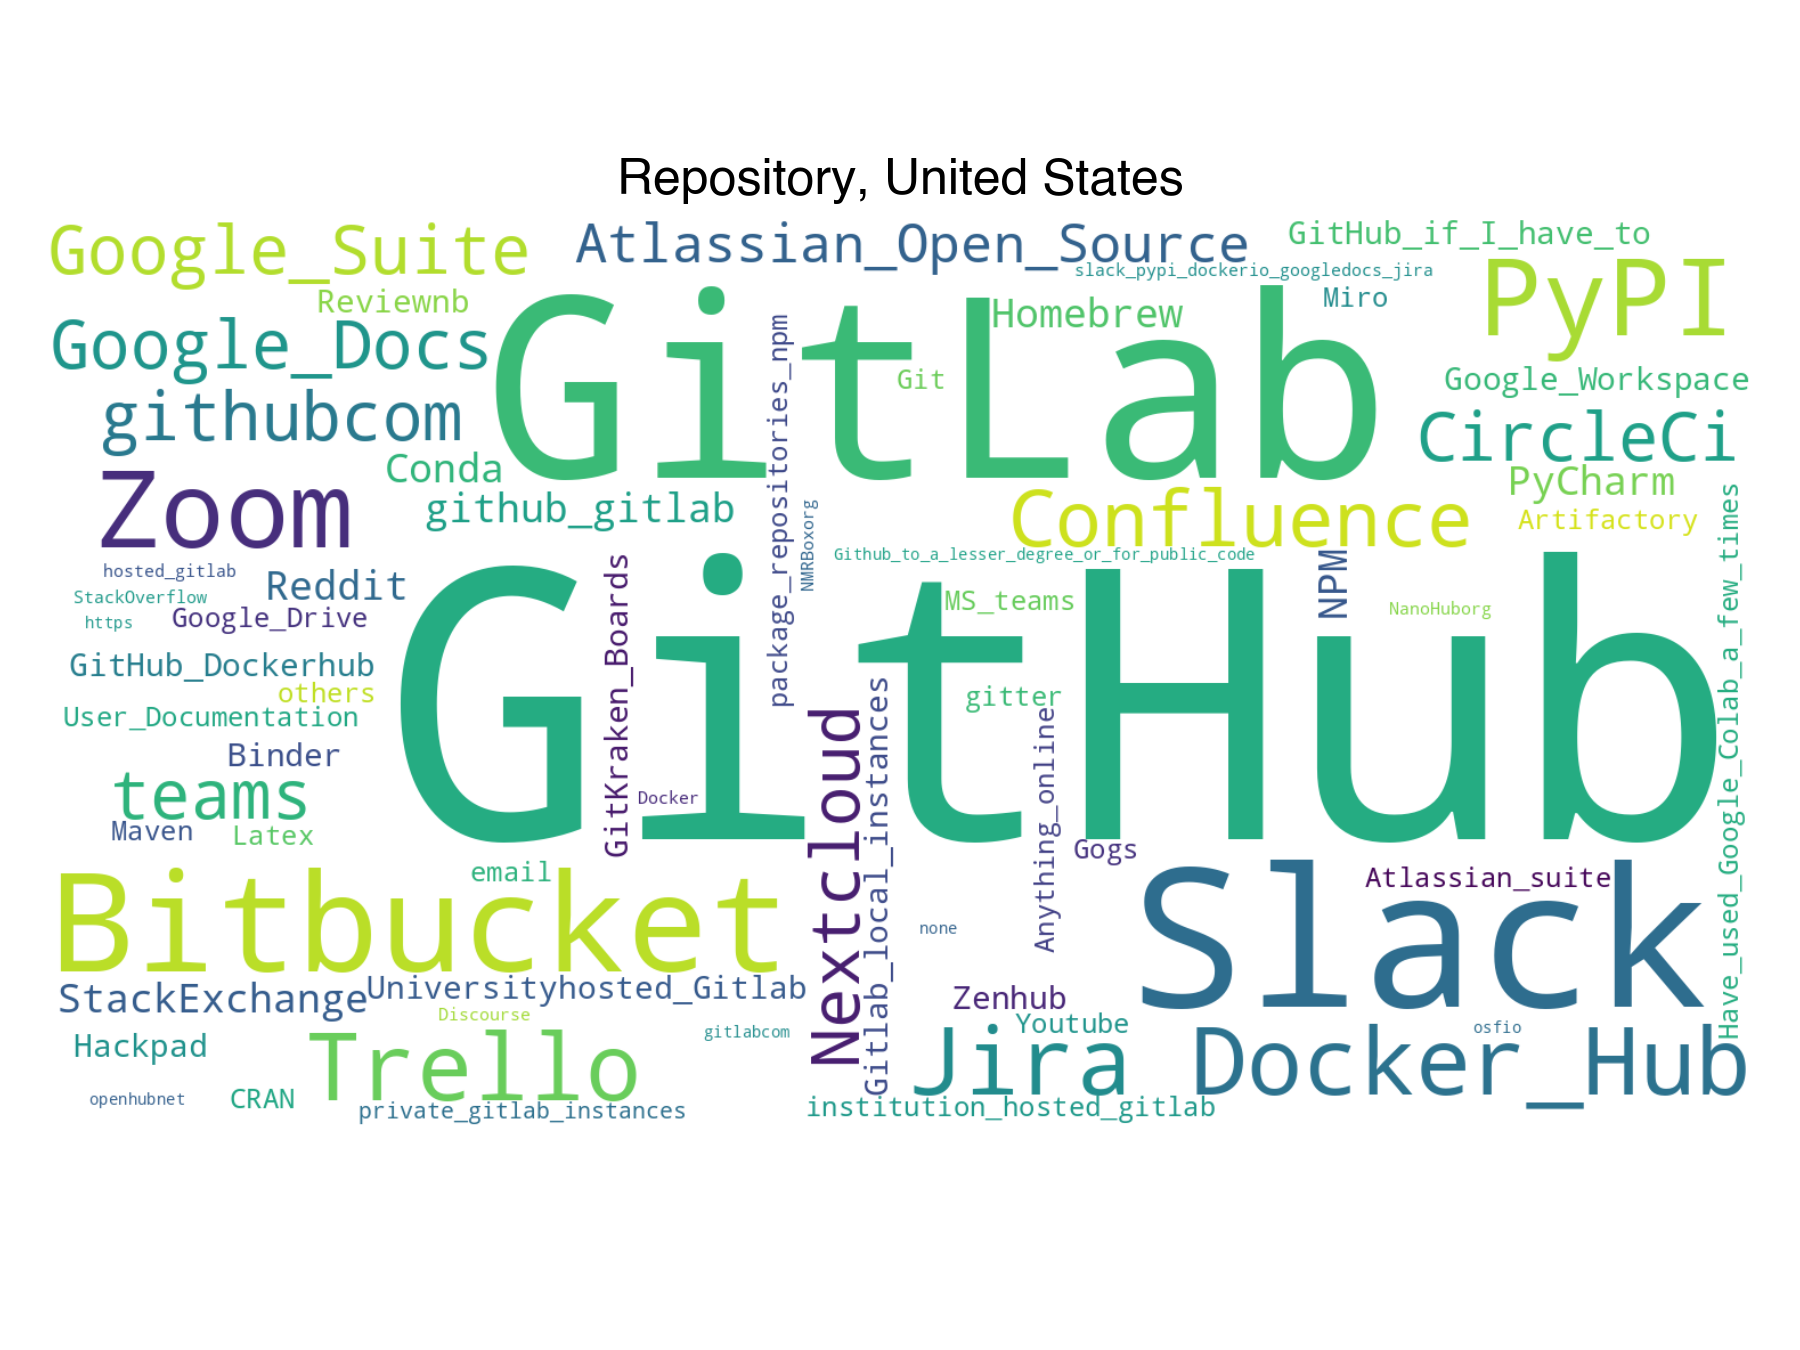 Repository, United States
Google_Suite
Atlassian_Open_Source
GitHub_if_I_have_to
slack_pypi_dockerio_googledocs_jira
PyPI
Reviewnb
GitLab
Homebrew
Miro
Google_Docs
package_repositories_npm
Git
Google_Workspace
githubcom
CircleCi
Conda
PyCharm
Zoom
github_gitlab
Confluence
Artifactory
NMRBoxorg
Have_used_Google_Colab_a_few_times
Github_to_a_lesser_degree_or_for_public_code
hosted_gitlab
Reddit
GitKraken_Boards
GitHub
MS_teams
NPM
NanoHuborg
StackOverflow
Google_Drive
https
GitHub_Dockerhub
others
gitter
User_Documentation
Nextcloud
Gitlab_local_instances
Anything_online
Binder
teams
Docker
Maven
Latex
Gogs
email
Atlassian_suite
Bitbucket
Slack
none
StackExchange
Universityhosted_Gitlab
Zenhub
Discourse
gitlabcom
Youtube
osfio
Hackpad
Trello
Jira
Docker_Hub
openhubnet
CRAN
private_gitlab_instances
institution_hosted_gitlab